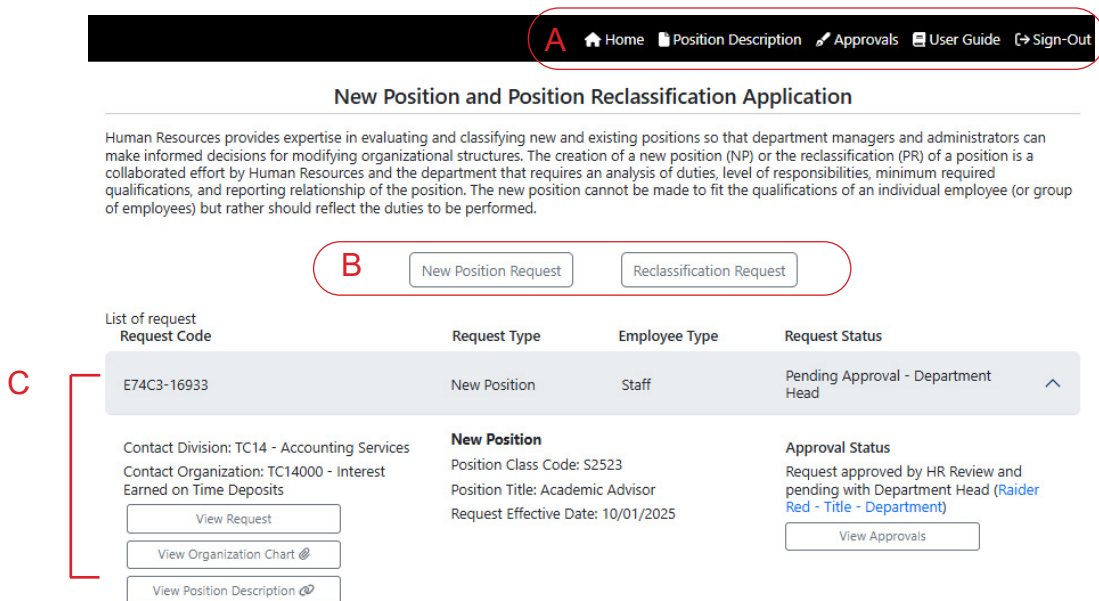 A Home Position Description Approvals User Guide Sign-Out
New Position and Position Reclassification Application
Human Resources provides expertise in evaluating and classifying new and existing positions so that department managers and administrators can
make informed decisions for modifying organizational structures. The creation of a new position (NP) or the reclassification (PR) of a position is a
collaborated effort by Human Resources and the department that requires an analysis of duties, level of responsibilities, minimum required
qualifications, and reporting relationship of the position. The new position cannot be made to fit the qualifications of an individual employee (or group
of employees) but rather should reflect the duties to be performed.
B New Position Request Reclassification Request
List of request
Request Code Request Type Employee Type Request Status
C
E74C3-16933 New Position Staff Pending Approval - Department
Head
Contact Division: TC14 - Accounting Services
Contact Organization: TC14000 - Interest
Earned on Time Deposits
View Request
View Organization Chart
View Position Description
New Position
Position Class Code: S2523
Position Title: Academic Advisor
Request Effective Date: 10/01/2025
Approval Status
Request approved by HR Review and
pending with Department Head (Raider
Red - Title - Department)
View Approvals